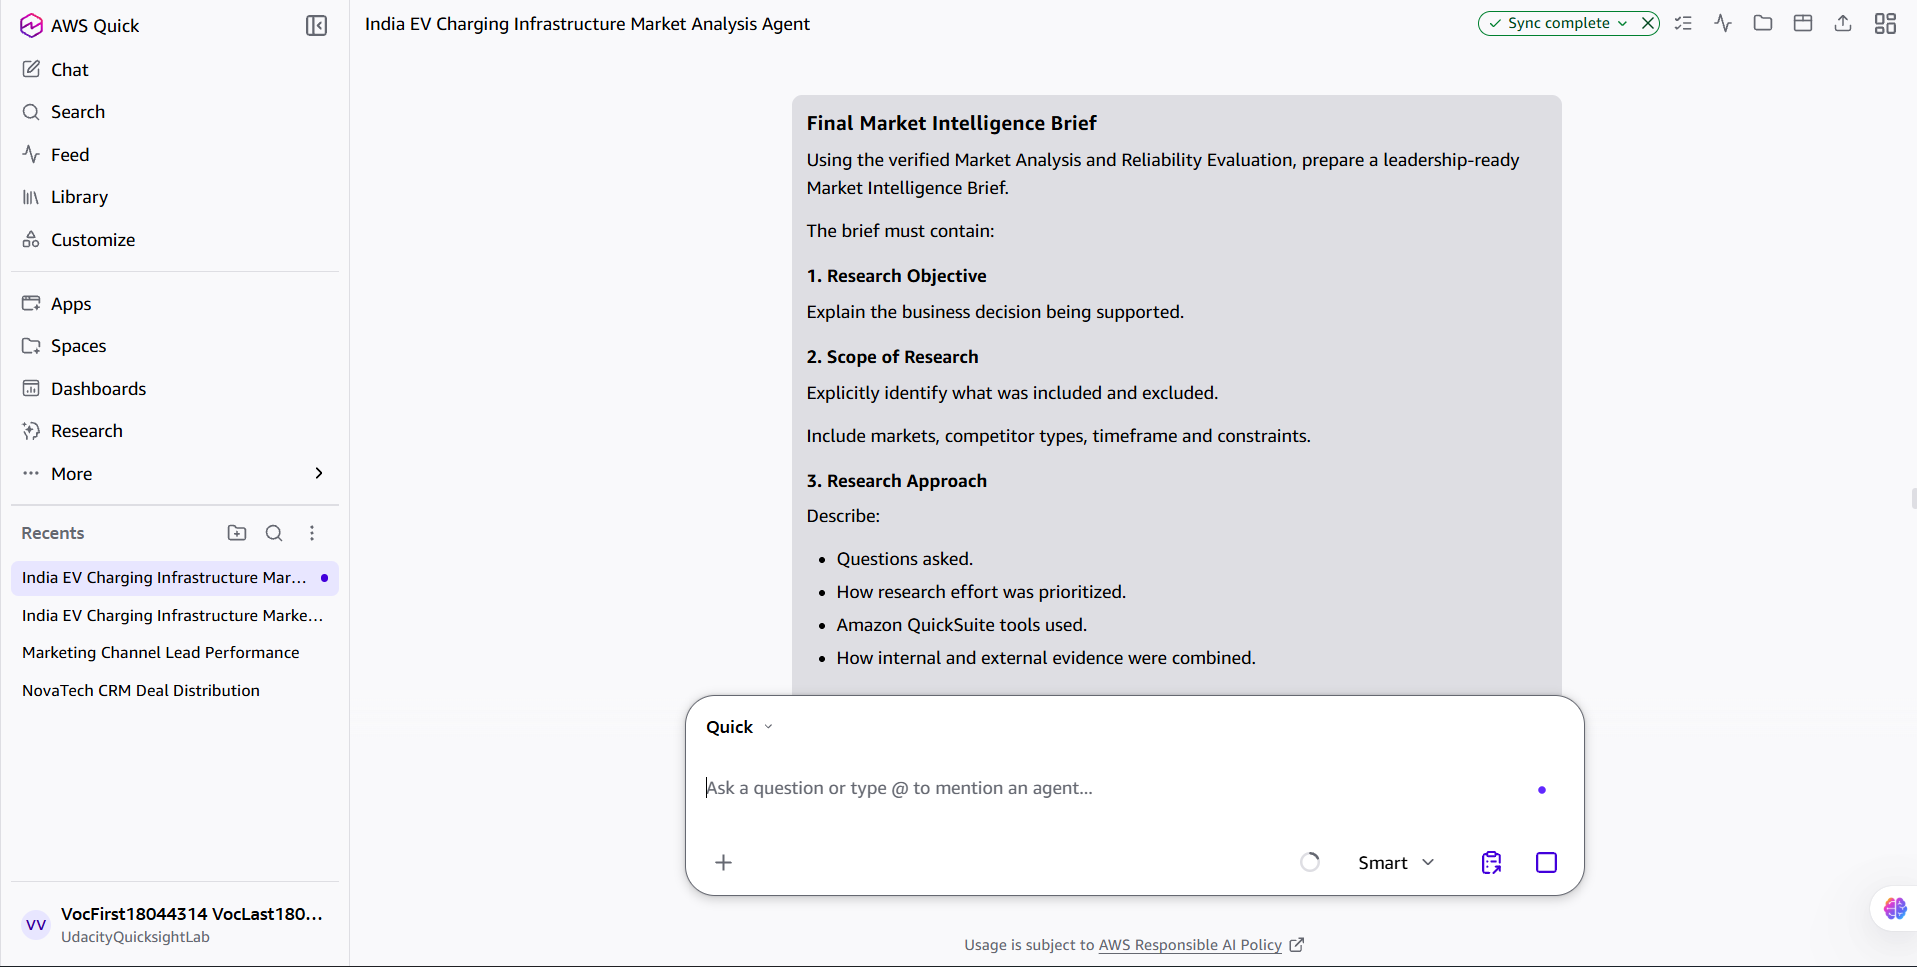 AWS Quick
Chat
Search
Feed
Library
Customize
Apps
Spaces
Dashboards
Research
More
Recents
India EV Charging Infrastructure Mar...
India EV Charging Infrastructure Marke...
Marketing Channel Lead Performance
NovaTech CRM Deal Distribution
VV
VocFirst18044314 VocLast180...
UdacityQuicksightLab
India EV Charging Infrastructure Market Analysis Agent
Sync complete
Final Market Intelligence Brief
Using the verified Market Analysis and Reliability Evaluation, prepare a leadership-ready
Market Intelligence Brief.
The brief must contain:
1. Research Objective
Explain the business decision being supported.
2. Scope of Research
Explicitly identify what was included and excluded.
Include markets, competitor types, timeframe and constraints.
3. Research Approach
Describe:
• Questions asked.
• How research effort was prioritized.
• Amazon QuickSuite tools used.
• How internal and external evidence were combined.
Quick
Ask a question or type @ to mention an agent...
Smart
Usage is subject to AWS Responsible AI Policy